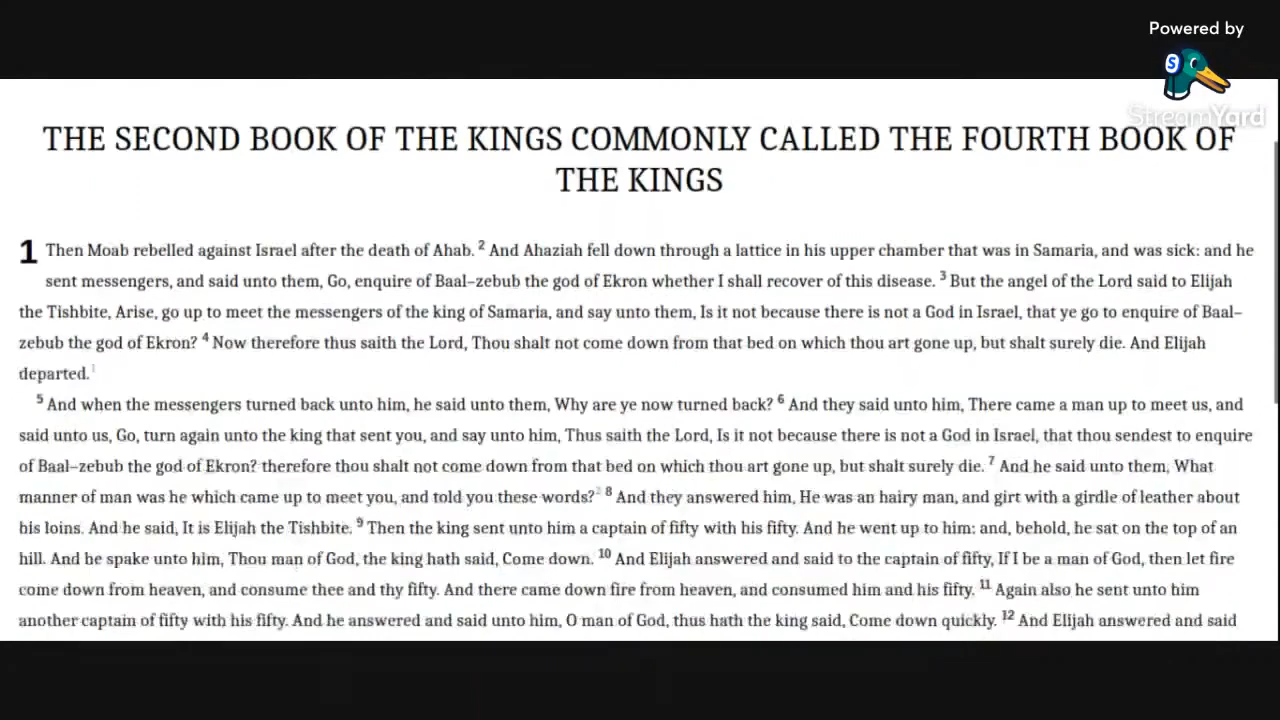 Powered by
S
StreamYard
THE SECOND BOOK OF THE KINGS COMMONLY CALLED THE FOURTH BOOK OF
THE KINGS
1 Then Moab rebelled against Israel after the death of Ahab. 2 And Ahaziah fell down through a lattice in his upper chamber that was in Samaria, and was sick: and he
sent messengers, and said unto them, Go, enquire of Baal–zebub the god of Ekron whether I shall recover of this disease. 3 But the angel of the Lord said to Elijah
the Tishbite, Arise, go up to meet the messengers of the king of Samaria, and say unto them, Is it not because there is not a God in Israel, that ye go to enquire of Baal–
zebub the god of Ekron? 4 Now therefore thus saith the Lord, Thou shalt not come down from that bed on which thou art gone up, but shalt surely die. And Elijah
departed. 1
5 And when the messengers turned back unto him, he said unto them, Why are ye now turned back? 6 And they said unto him, There came a man up to meet us, and
said unto us, Go, turn again unto the king that sent you, and say unto him, Thus saith the Lord, Is it not because there is not a God in Israel, that thou sendest to enquire
of Baal–zebub the god of Ekron? therefore thou shalt not come down from that bed on which thou art gone up, but shalt surely die. 7 And he said unto them, What
manner of man was he which came up to meet you, and told you these words? 2 8 And they answered him, He was an hairy man, and girt with a girdle of leather about
his loins. And he said, It is Elijah the Tishbite. 9 Then the king sent unto him a captain of fifty with his fifty. And he went up to him: and, behold, he sat on the top of an
hill. And he spake unto him, Thou man of God, the king hath said, Come down. 10 And Elijah answered and said to the captain of fifty, If I be a man of God, then let fire
come down from heaven, and consume thee and thy fifty. And there came down fire from heaven, and consumed him and his fifty. 11 Again also he sent unto him
another captain of fifty with his fifty. And he answered and said unto him, O man of God, thus hath the king said, Come down quickly. 12 And Elijah answered and said